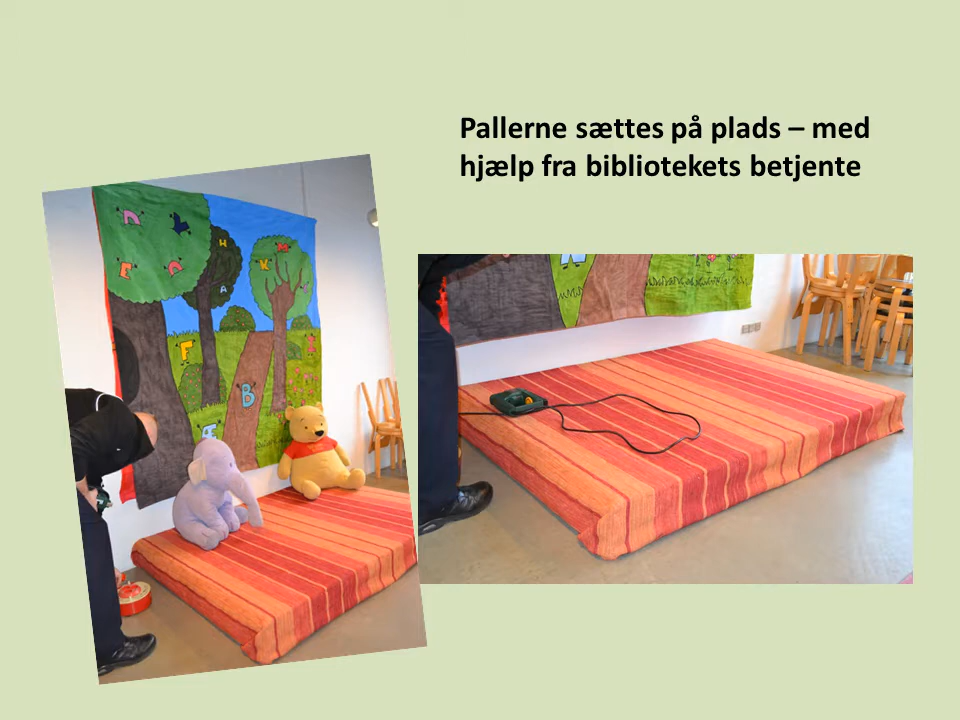 Pallerne sættes på plads – med
hjælp fra bibliotekets betjente
N
L
H
M
K
E
A
F
B
Æ